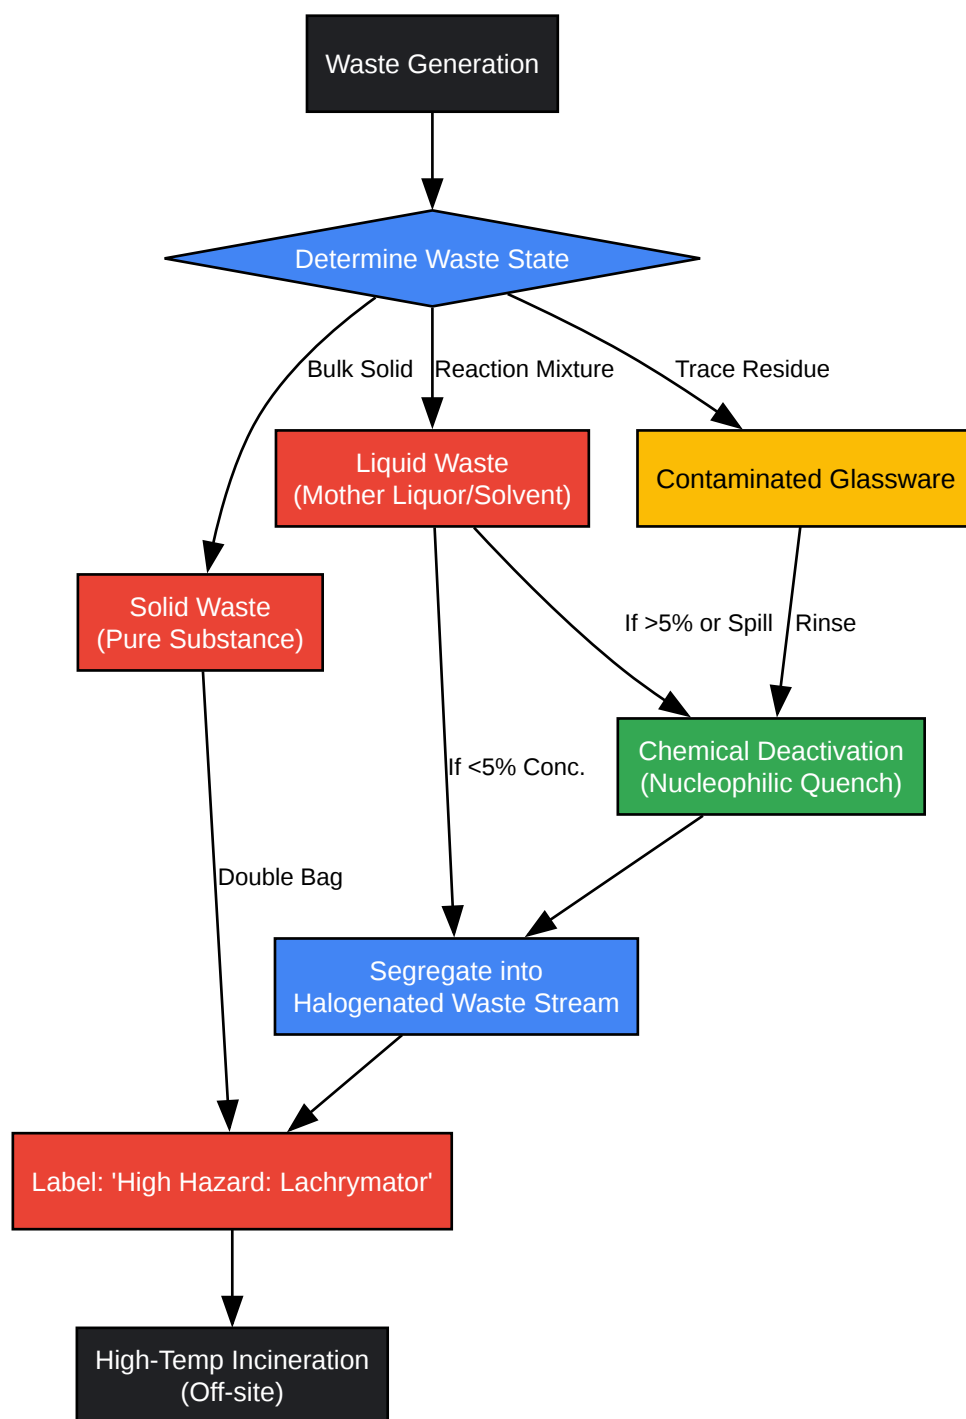 Waste Generation
Determine Waste State
Bulk Solid
Reaction Mixture
Trace Residue
Liquid Waste
(Mother Liquor/Solvent)
Contaminated Glassware
Solid Waste
(Pure Substance)
If >5% or Spill
Rinse
Chemical Deactivation
(Nucleophilic Quench)
If <5% Conc.
Double Bag
Segregate into
Halogenated Waste Stream
Label: 'High Hazard: Lachrymator'
High-Temp Incineration
(Off-site)